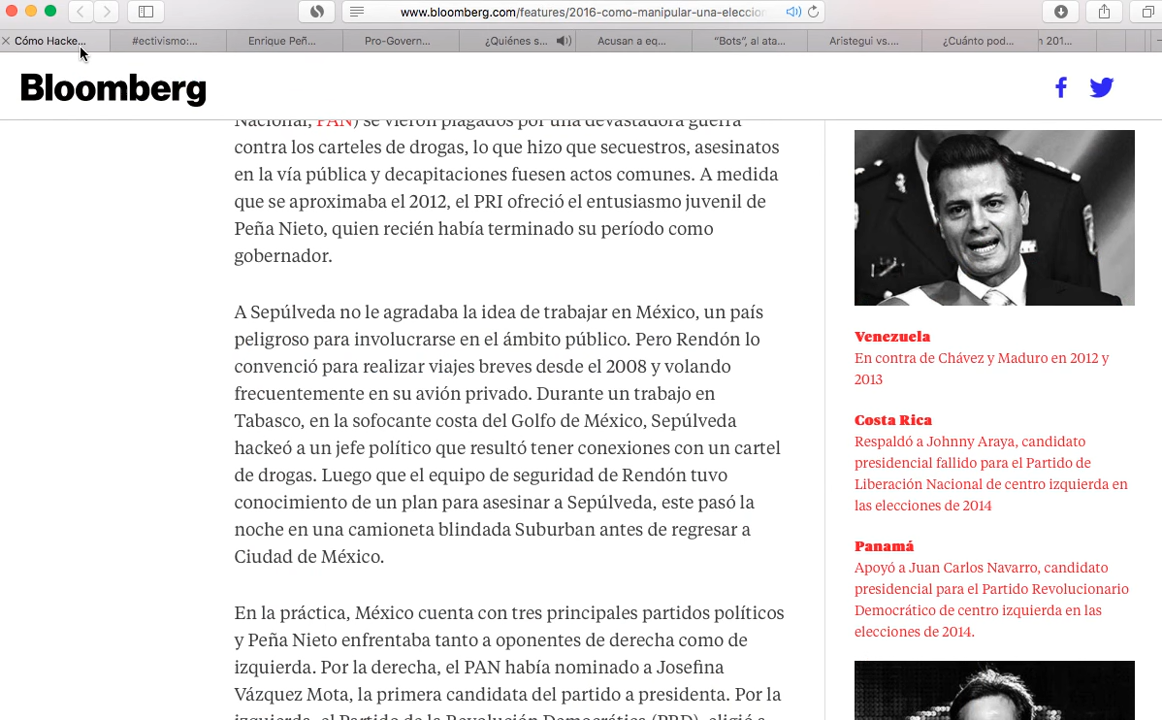 www.bloomberg.com/features/2016-como-manipular-una-eleccio
Cómo Hacke...
#ectivismo:...
Enrique Peñ...
Pro-Govern...
¿Quiénes s...
Acusan a eq...
"Bots", al ata...
Aristegui vs....
¿Cuánto pod...
n 201...
Bloomberg
Nacional, PAN) se vieron plagados por una devastadora guerra
contra los carteles de drogas, lo que hizo que secuestros, asesinatos
en la vía pública y decapitaciones fuesen actos comunes. A medida
que se aproximaba el 2012, el PRI ofreció el entusiasmo juvenil de
Peña Nieto, quien recién había terminado su período como
gobernador.
A Sepúlveda no le agradaba la idea de trabajar en México, un país
peligroso para involucrarse en el ámbito público. Pero Rendón lo
convenció para realizar viajes breves desde el 2008 y volando
frecuentemente en su avión privado. Durante un trabajo en
Tabasco, en la sofocante costa del Golfo de México, Sepúlveda
hackeó a un jefe político que resultó tener conexiones con un cartel
de drogas. Luego que el equipo de seguridad de Rendón tuvo
conocimiento de un plan para asesinar a Sepúlveda, este pasó la
noche en una camioneta blindada Suburban antes de regresar a
Ciudad de México.
En la práctica, México cuenta con tres principales partidos políticos
y Peña Nieto enfrentaba tanto a oponentes de derecha como de
izquierda. Por la derecha, el PAN había nominado a Josefina
Vázquez Mota, la primera candidata del partido a presidenta. Por la
izquierda, el Partido de la Revolución Democrática (PRD), eligió a
Venezuela
En contra de Chávez y Maduro en 2012 y
2013
Costa Rica
Respaldó a Johnny Araya, candidato
presidencial fallido para el Partido de
Liberación Nacional de centro izquierda en
las elecciones de 2014
Panamá
Apoyó a Juan Carlos Navarro, candidato
presidencial para el Partido Revolucionario
Democrático de centro izquierda en las
elecciones de 2014.